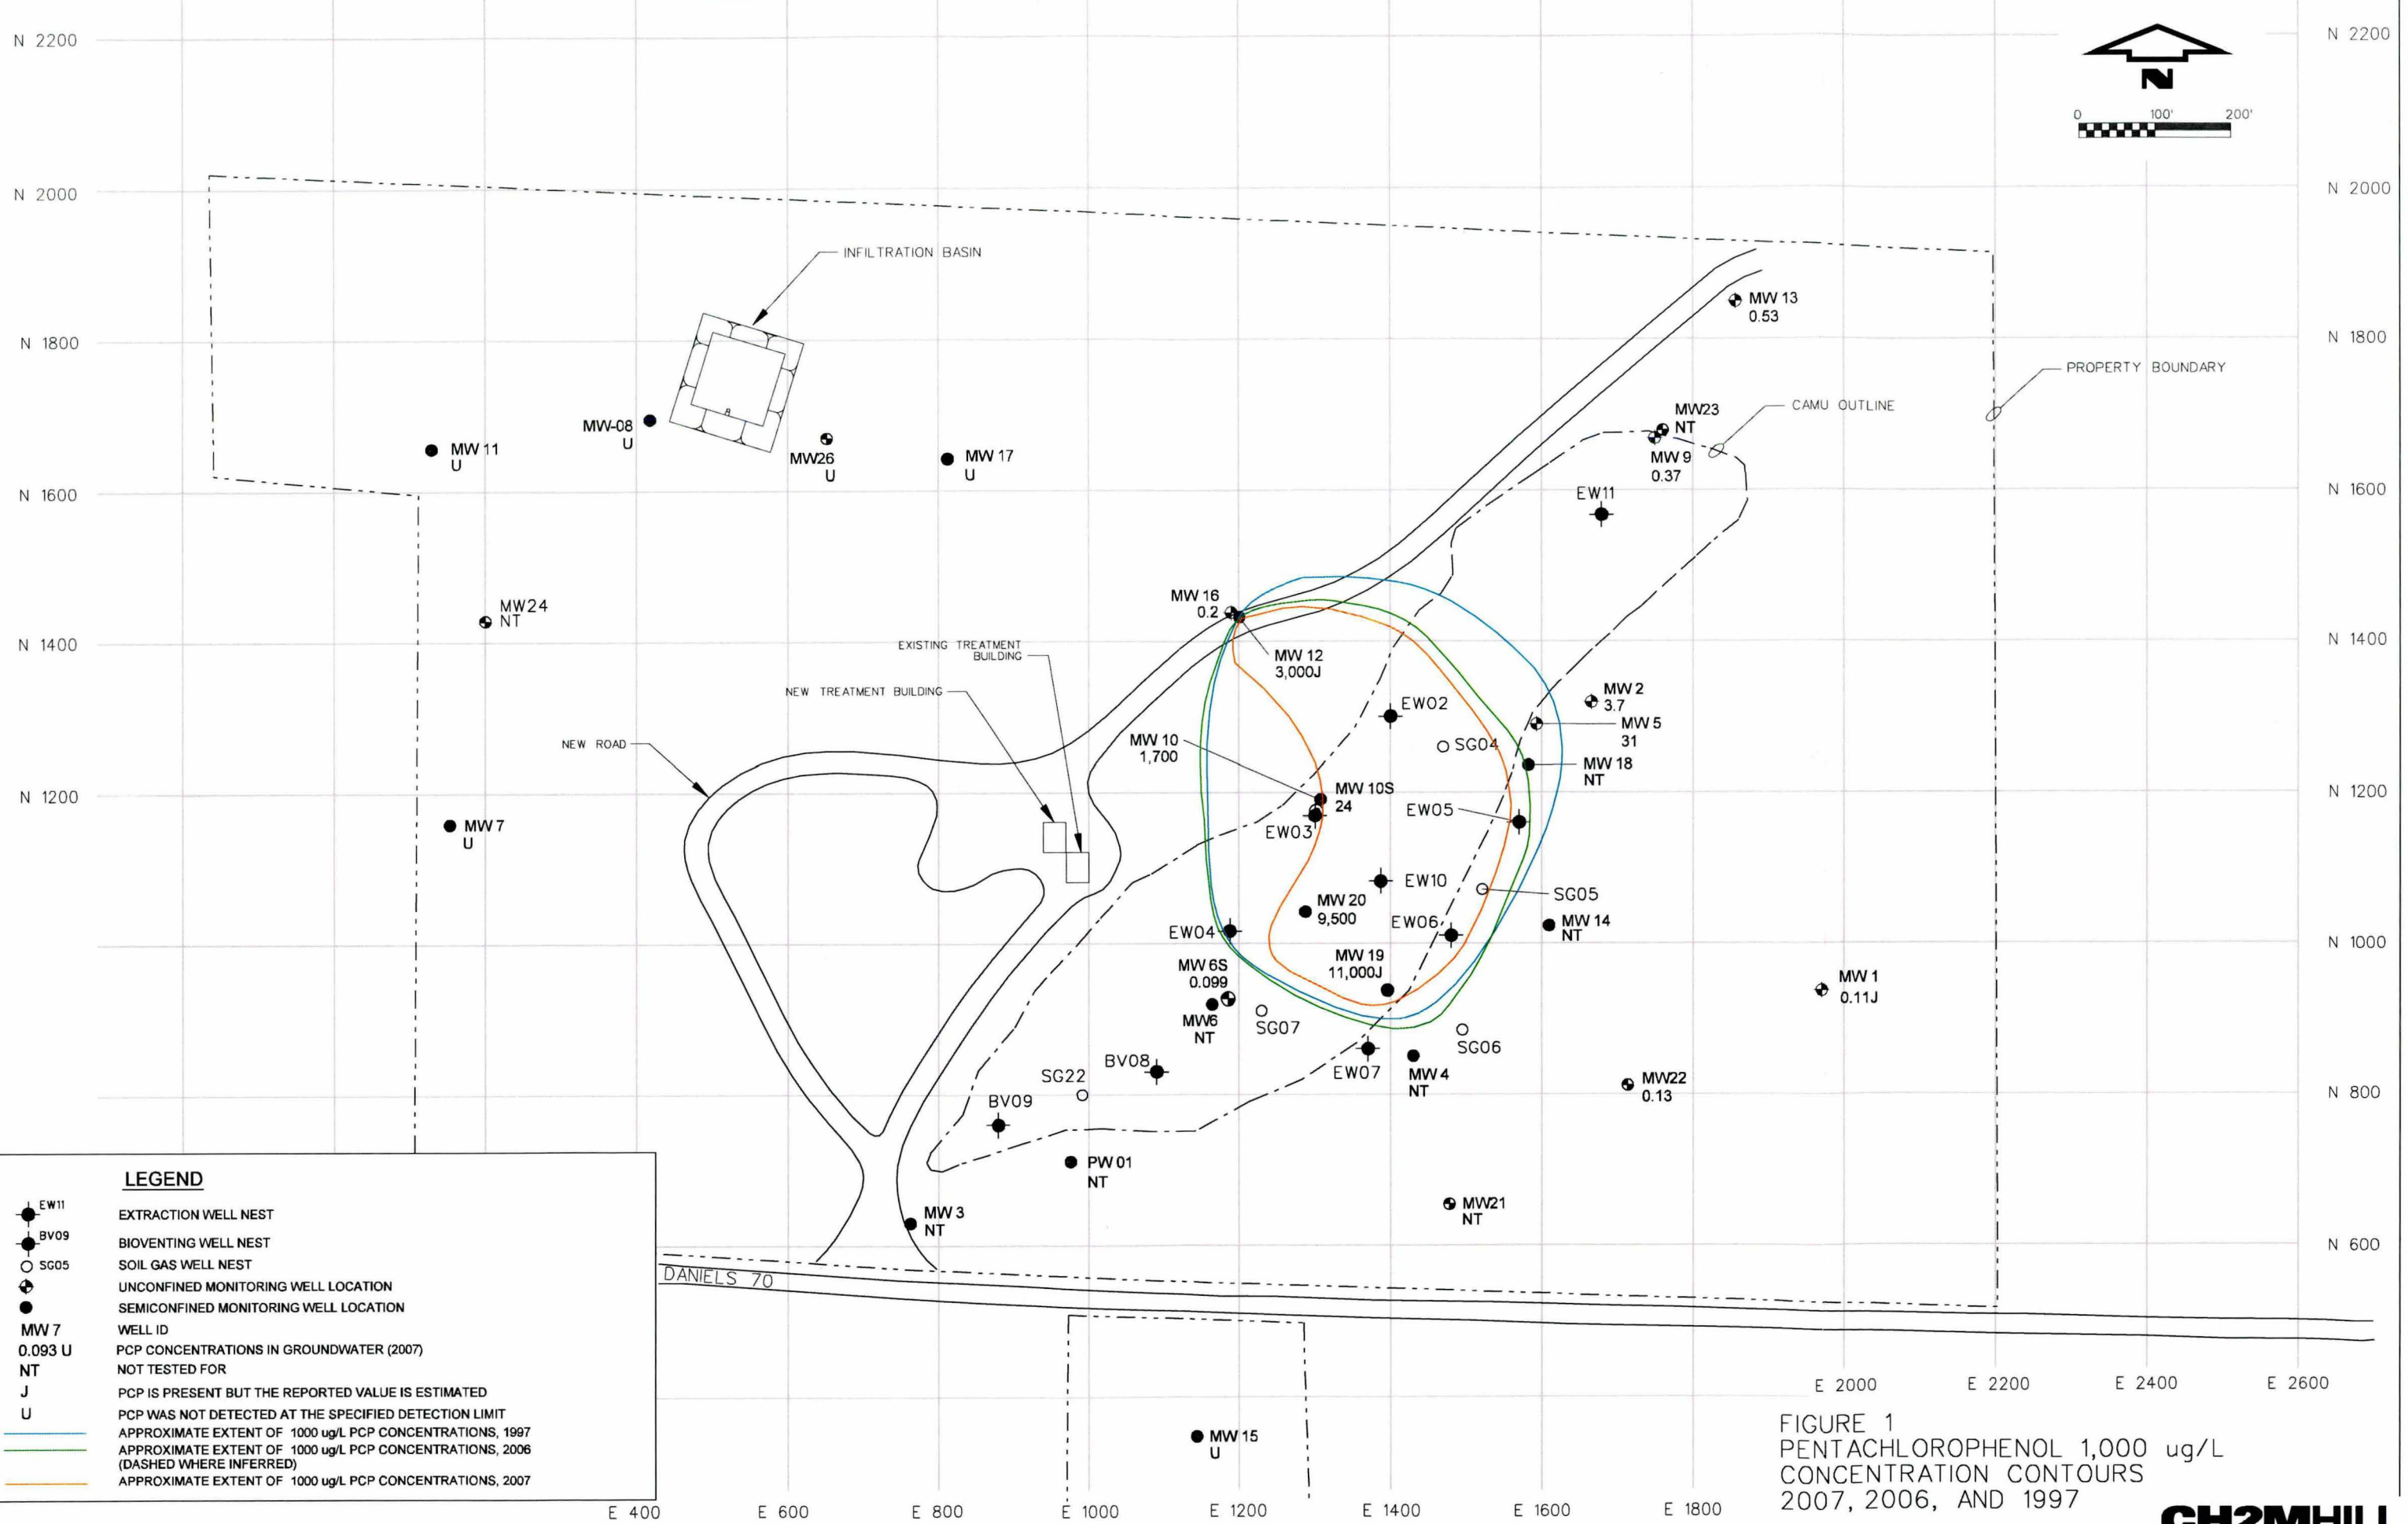 N 2200
N 2200
N
0 100' 200'
N 2000
N 2000
INFILTRATION BASIN
MW 13
0.53
N 1800
N 1800
PROPERTY BOUNDARY
CAMU OUTLINE
MW23
NT
MW-08
U
MW 11
U
MW26
U
MW 17
U
MW 9
0.37
N 1600
N 1600
EW11
MW24
NT
MW 16
0.2
N 1400
N 1400
EXISTING TREATMENT
BUILDING
MW 12
3,000J
NEW TREATMENT BUILDING
MW 2
3.7
EW02
MW 5
31
NEW ROAD
MW 10
1,700
SG04
MW 18
NT
N 1200
N 1200
MW 10S
24
EW05
MW 7
U
EW03
EW10
SG05
MW 20
9,500
EW04
EW06
MW 14
NT
N 1000
MW 6S
0.099
MW 19
11,000J
MW 1
0.11J
MW6
NT
SG07
SG06
BV08
EW07
MW 4
NT
SG22
MW22
0.13
N 800
BV09
PW 01
NT
MW21
NT
MW 3
NT
N 600
DANIELS 70
LEGEND
EW11 EXTRACTION WELL NEST
BV09 BIOVENTING WELL NEST
SG05 SOIL GAS WELL NEST
UNCONFINED MONITORING WELL LOCATION
SEMICONFINED MONITORING WELL LOCATION
MW 7 WELL ID
0.093 U PCP CONCENTRATIONS IN GROUNDWATER (2007)
NT NOT TESTED FOR
J PCP IS PRESENT BUT THE REPORTED VALUE IS ESTIMATED
U PCP WAS NOT DETECTED AT THE SPECIFIED DETECTION LIMIT
APPROXIMATE EXTENT OF 1000 ug/L PCP CONCENTRATIONS, 1997
APPROXIMATE EXTENT OF 1000 ug/L PCP CONCENTRATIONS, 2006
(DASHED WHERE INFERRED)
APPROXIMATE EXTENT OF 1000 ug/L PCP CONCENTRATIONS, 2007
MW 15
U
E 2000 E 2200 E 2400 E 2600
E 400 E 600 E 800 E 1000 E 1200 E 1400 E 1600 E 1800
FIGURE 1
PENTACHLOROPHENOL 1,000 ug/L
CONCENTRATION CONTOURS
2007, 2006, AND 1997
CH2MHILL